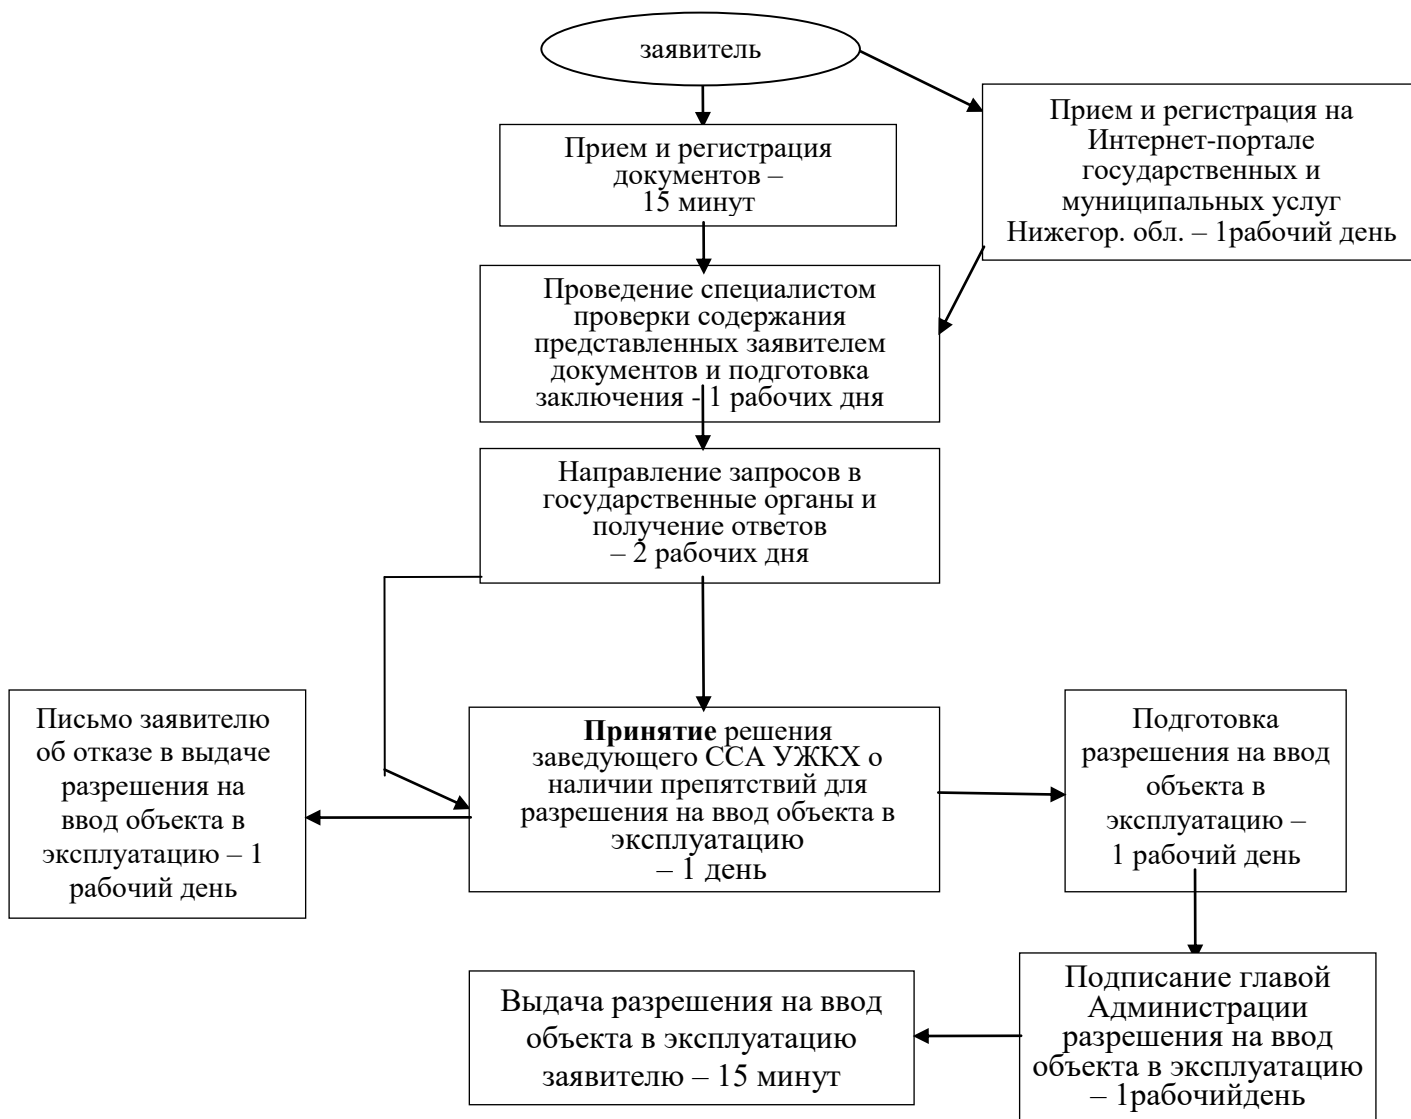 заявитель
Прием и регистрация
документов –
15 минут
Прием и регистрация на
Интернет-портале
государственных и
муниципальных услуг
Нижегор. обл. – 1рабочий день
Проведение специалистом
проверки содержания
представленных заявителем
документов и подготовка
заключения - 1 рабочих дня
Направление запросов в
государственные органы и
получение ответов
– 2 рабочих дня
Письмо заявителю
об отказе в выдаче
разрешения на
ввод объекта в
эксплуатацию – 1
рабочий день
Принятие решения
заведующего ССА УЖКХ о
наличии препятствий для
разрешения на ввод объекта в
эксплуатацию
– 1 день
Подготовка
разрешения на ввод
объекта в
эксплуатацию –
1 рабочий день
Подписание главой
Администрации
разрешения на ввод
объекта в эксплуатацию
– 1рабочийдень
Выдача разрешения на ввод
объекта в эксплуатацию
заявителю – 15 минут